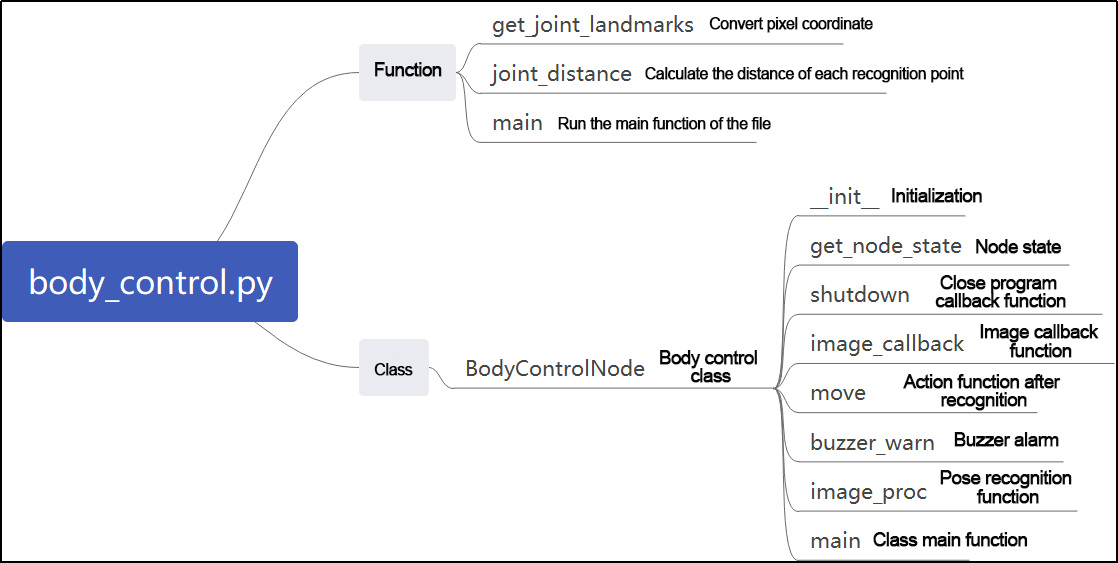 body_control.py
Function
get_joint_landmarks Convert pixel coordinate
joint_distance Calculate the distance of each recognition point
main Run the main function of the file
Class
BodyControlNode Body control
class
__init__ Initialization
get_node_state Node state
shutdown Close program
callback function
image_callback Image callback
function
move Action function after
recognition
buzzer_warn Buzzer alarm
image_proc Pose recognition
function
main Class main function